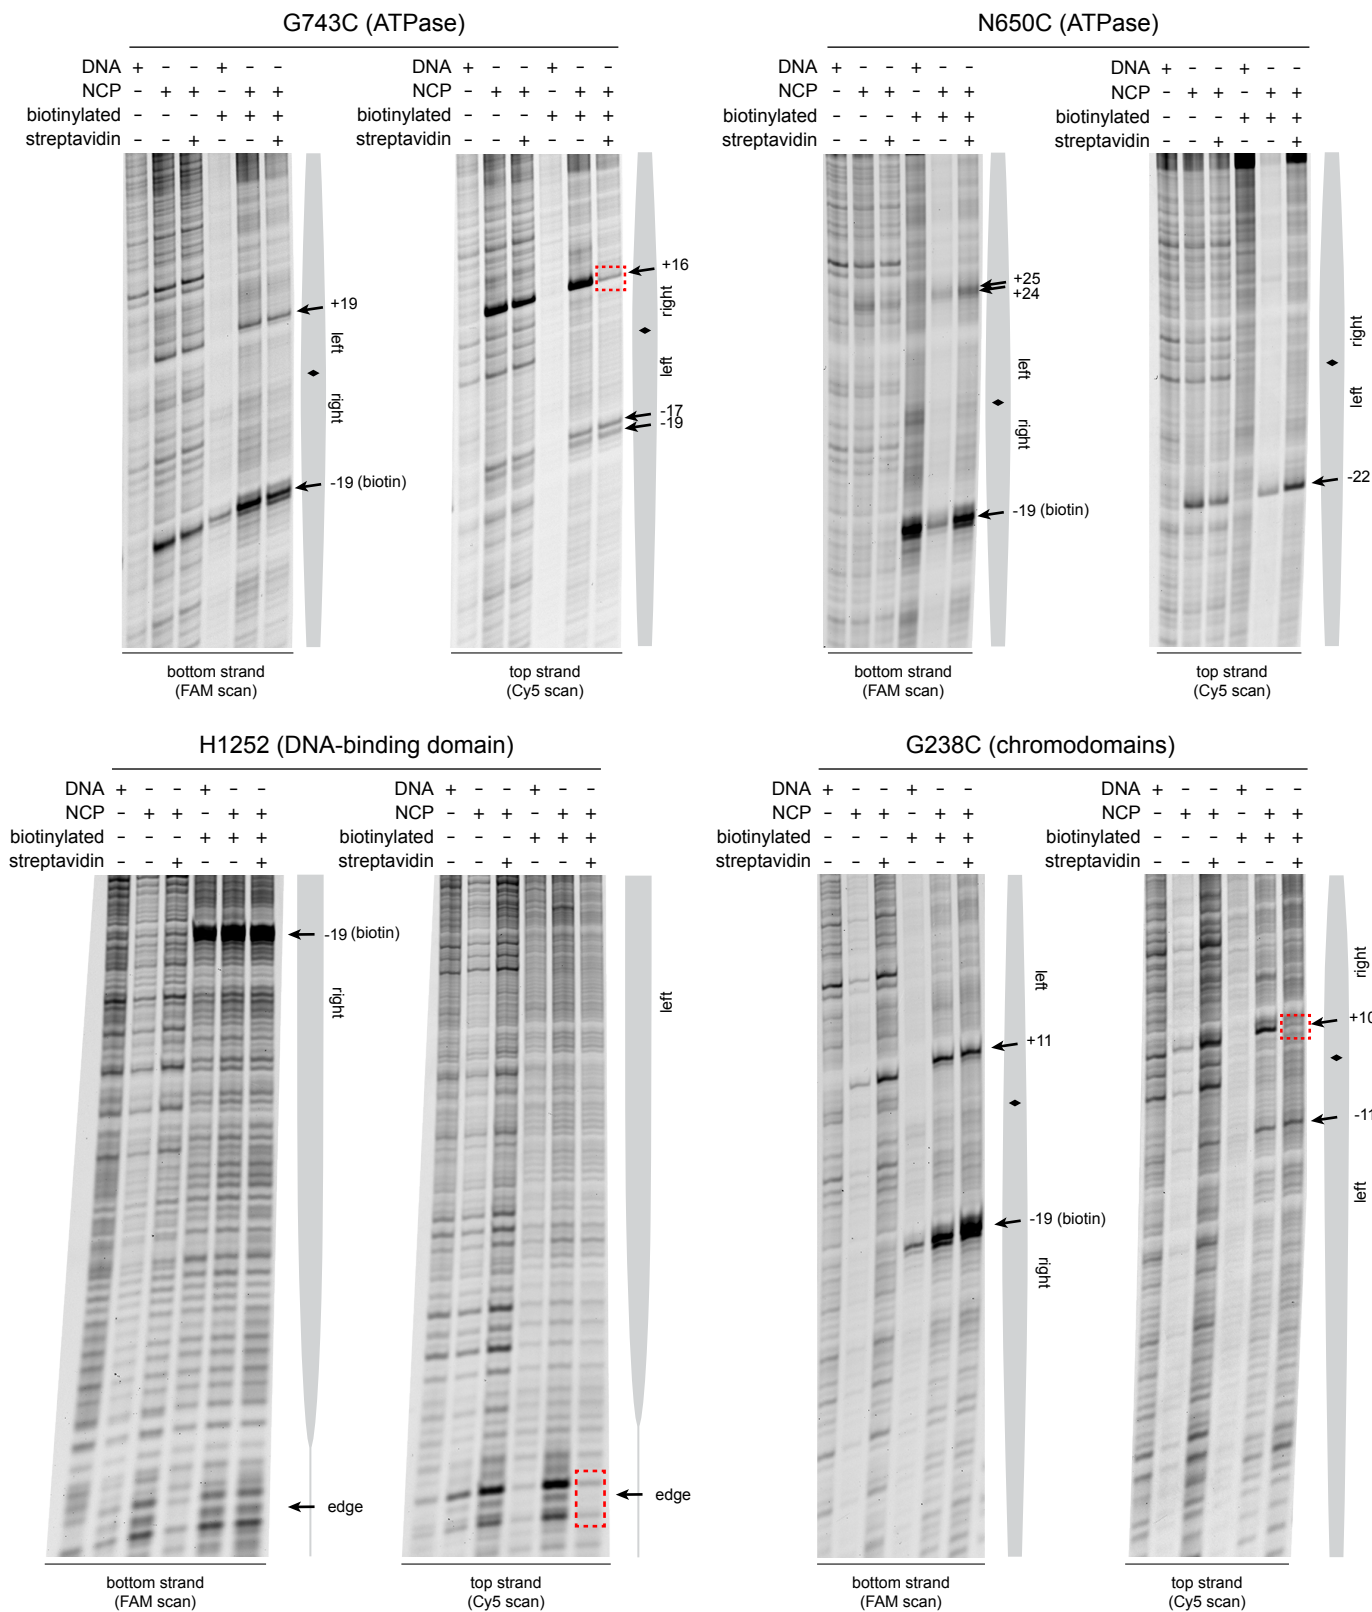 G743C (ATPase)
DNA + - - + - -
NCP - + + - + +
biotinylated - - - + + +
streptavidin - - + - - +
+19
left
right
-19 (biotin)
bottom strand
(FAM scan)
DNA + - - + - -
NCP - + + - + +
biotinylated - - - + + +
streptavidin - - + - - +
+16
right
left
-17
-19
top strand
(Cy5 scan)
N650C (ATPase)
DNA + - - + - -
NCP - + + - + +
biotinylated - - - + + +
streptavidin - - + - - +
+25
+24
left
right
-19 (biotin)
bottom strand
(FAM scan)
DNA + - - + - -
NCP - + + - + +
biotinylated - - - + + +
streptavidin - - + - - +
right
left
-22
top strand
(Cy5 scan)
H1252 (DNA-binding domain)
DNA + - - + - -
NCP - + + - + +
biotinylated - - - + + +
streptavidin - - + - - +
-19 (biotin)
right
edge
bottom strand
(FAM scan)
DNA + - - + - -
NCP - + + - + +
biotinylated - - - + + +
streptavidin - - + - - +
left
edge
top strand
(Cy5 scan)
G238C (chromodomains)
DNA + - - + - -
NCP - + + - + +
biotinylated - - - + + +
streptavidin - - + - - +
left
+11
-19 (biotin)
right
bottom strand
(FAM scan)
DNA + - - + - -
NCP - + + - + +
biotinylated - - - + + +
streptavidin - - + - - +
right
+10
-11
left
top strand
(Cy5 scan)